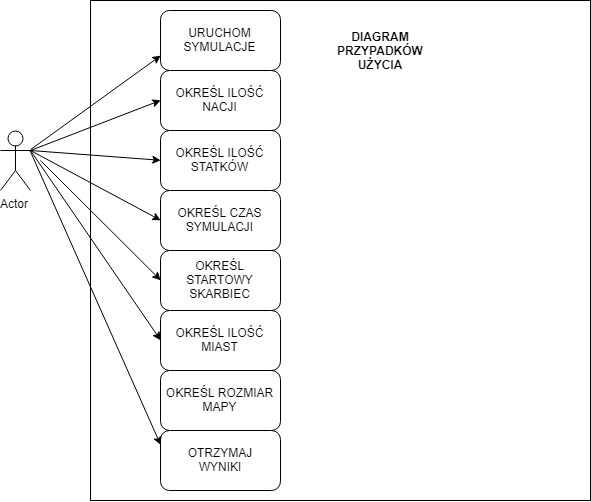 URUCHOM
SYMULACJE
DIAGRAM
PRZYPADKÓW
UŻYCIA
OKREŚL ILOŚĆ
NACJI
OKREŚL ILOŚĆ
STATKÓW
Actor
OKREŚL CZAS
SYMULACJI
OKREŚL
STARTOWY
SKARBIEC
OKREŚL ILOŚĆ
MIAST
OKREŚL ROZMIAR
MAPY
OTRZYMAJ
WYNIKI